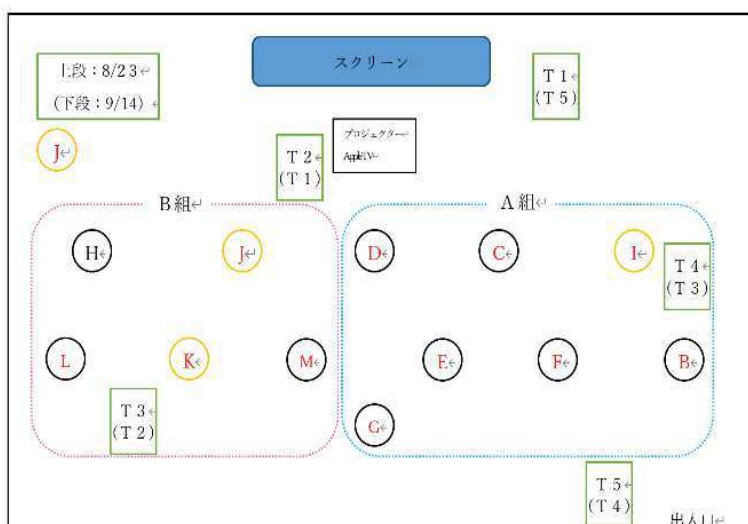 スクリーン
上段：8/23
(下段：9/14)
T1
(T5)
プロジェクター
AppleTV
T2
(T1)
J
B組
A組
H
J
D
C
I
T4
(T3)
L
K
M
E
F
B
T3
(T2)
G
T5
(T4)
出入口